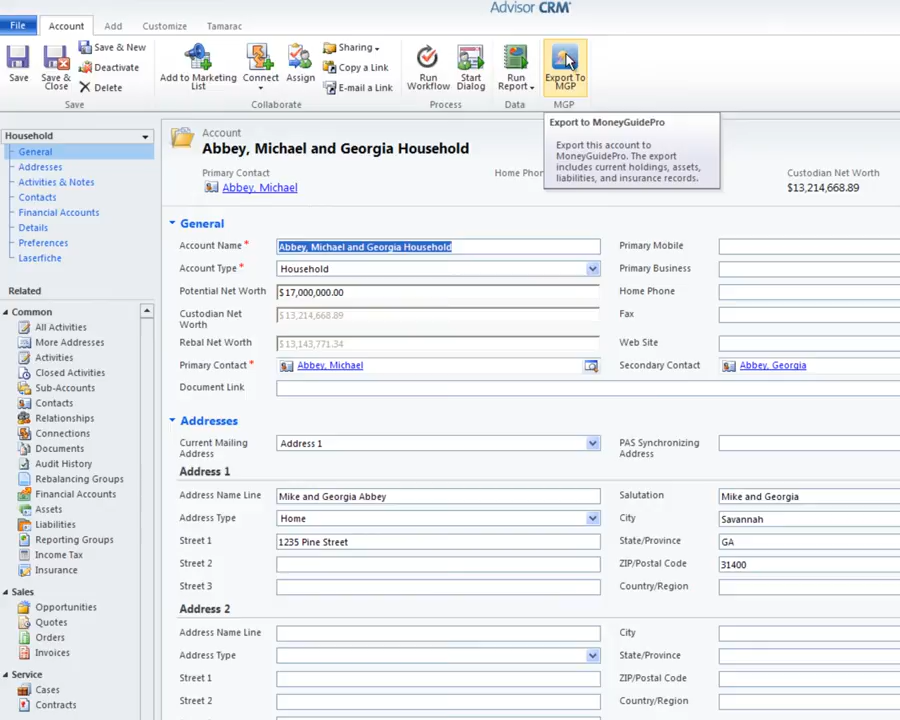 Advisor CRM®
File Account Add Customize Tamarac
Save
Save & Close
Save & New
Deactivate
Delete
Save
Add to Marketing List
Connect
Assign
Sharing
Copy a Link
E-mail a Link
Collaborate
Run Workflow
Start Dialog
Process
Run Report
Data
Export To MGP
MGP
Export to MoneyGuidePro
Export this account to
MoneyGuidePro. The export
includes current holdings, assets,
liabilities, and insurance records.
Household
General
Addresses
Activities & Notes
Contacts
Financial Accounts
Details
Preferences
Laserfiche
Related
Common
All Activities
More Addresses
Activities
Closed Activities
Sub-Accounts
Contacts
Relationships
Connections
Documents
Audit History
Rebalancing Groups
Financial Accounts
Assets
Liabilities
Reporting Groups
Income Tax
Insurance
Sales
Opportunities
Quotes
Orders
Invoices
Service
Cases
Contracts
Account
Abbey, Michael and Georgia Household
Primary Contact
Abbey, Michael
Home Phon
Custodian Net Worth
$13,214,668.89
General
Account Name * Abbey, Michael and Georgia Household Primary Mobile
Account Type * Household Primary Business
Potential Net Worth $17,000,000.00 Home Phone
Custodian Net Worth $13,214,668.89 Fax
Rebal Net Worth $13,143,771.34 Web Site
Primary Contact * Abbey, Michael Secondary Contact Abbey, Georgia
Document Link
Addresses
Current Mailing Address Address 1 PAS Synchronizing Address
Address 1
Address Name Line Mike and Georgia Abbey Salutation Mike and Georgia
Address Type Home City Savannah
Street 1 1235 Pine Street State/Province GA
Street 2 ZIP/Postal Code 31400
Street 3 Country/Region
Address 2
Address Name Line City
Address Type State/Province
Street 1 ZIP/Postal Code
Street 2 Country/Region